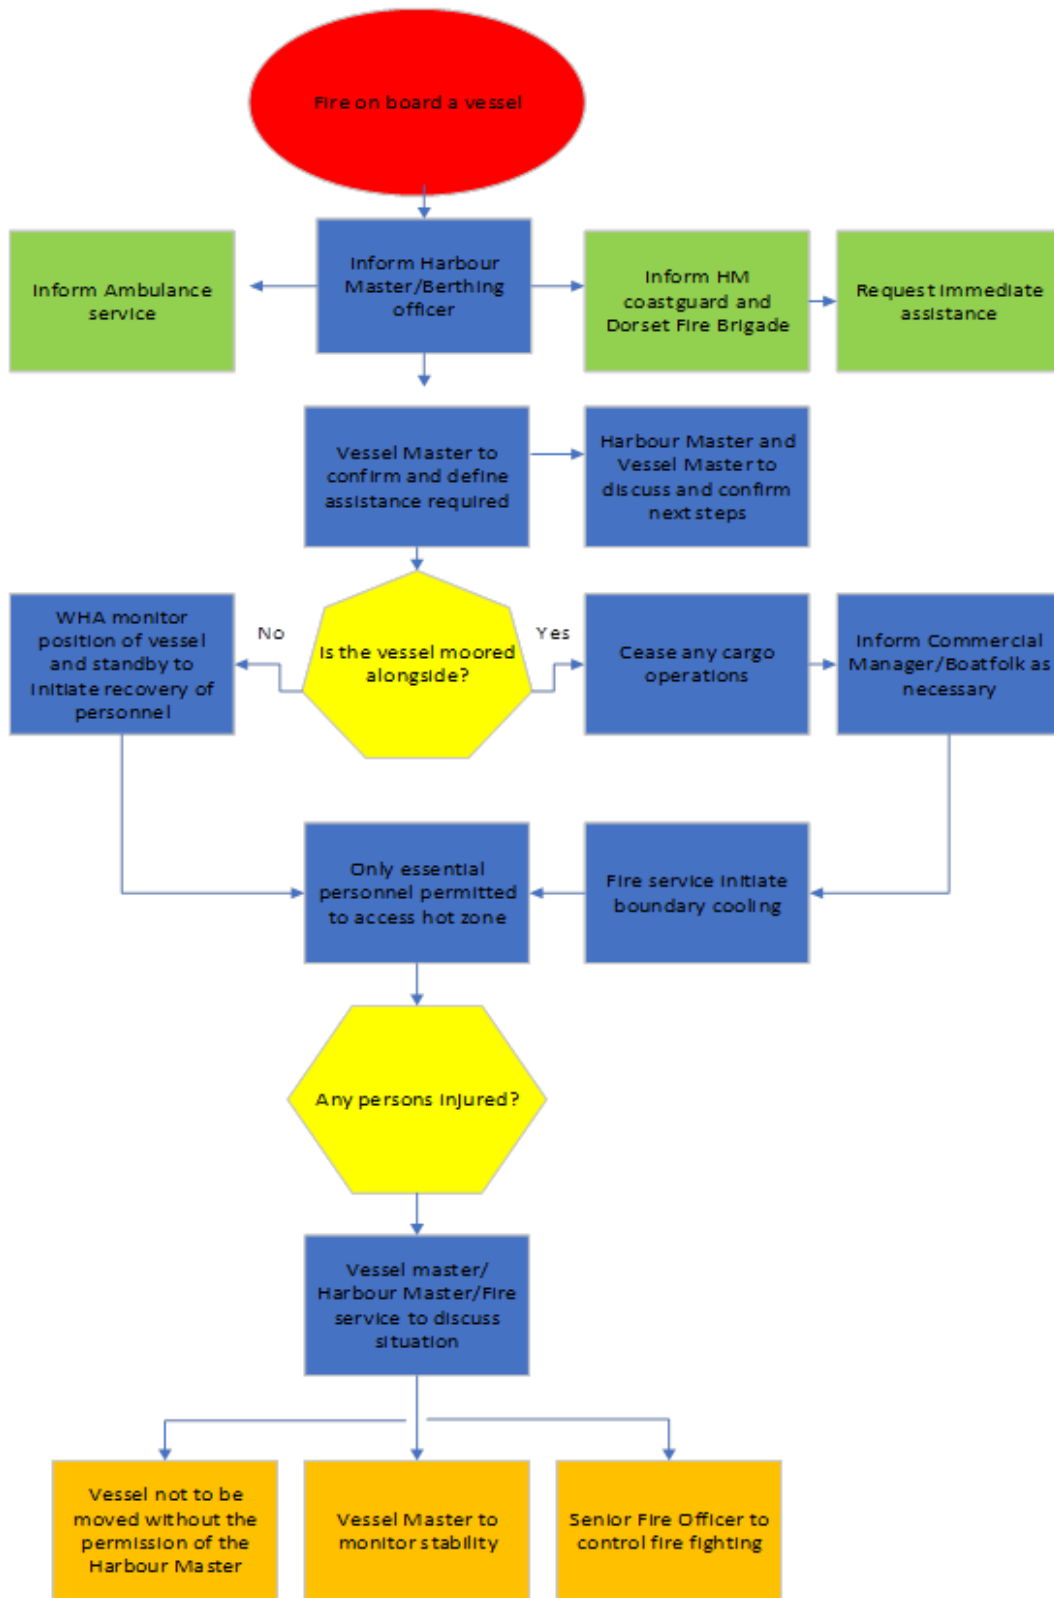 Fire on board a vessel
Inform Ambulance
service
Inform Harbour
Master/Berthing
officer
Inform HM
coastguard and
Dorset Fire Brigade
Request immediate
assistance
Vessel Master to
confirm and define
assistance required
Harbour Master and
Vessel Master to
discuss and confirm
next steps
WHA monitor
position of vessel
and standby to
initiate recovery of
personnel
No
Is the vessel moored
alongside?
Yes
Cease any cargo
operations
Inform Commercial
Manager/Boatfolk as
necessary
Only essential
personnel permitted
to access hot zone
Fire service initiate
boundary cooling
Any persons injured?
Vessel master/
Harbour Master/Fire
service to discuss
situation
Vessel not to be
moved without the
permission of the
Harbour Master
Vessel Master to
monitor stability
Senior Fire Officer to
control fire fighting